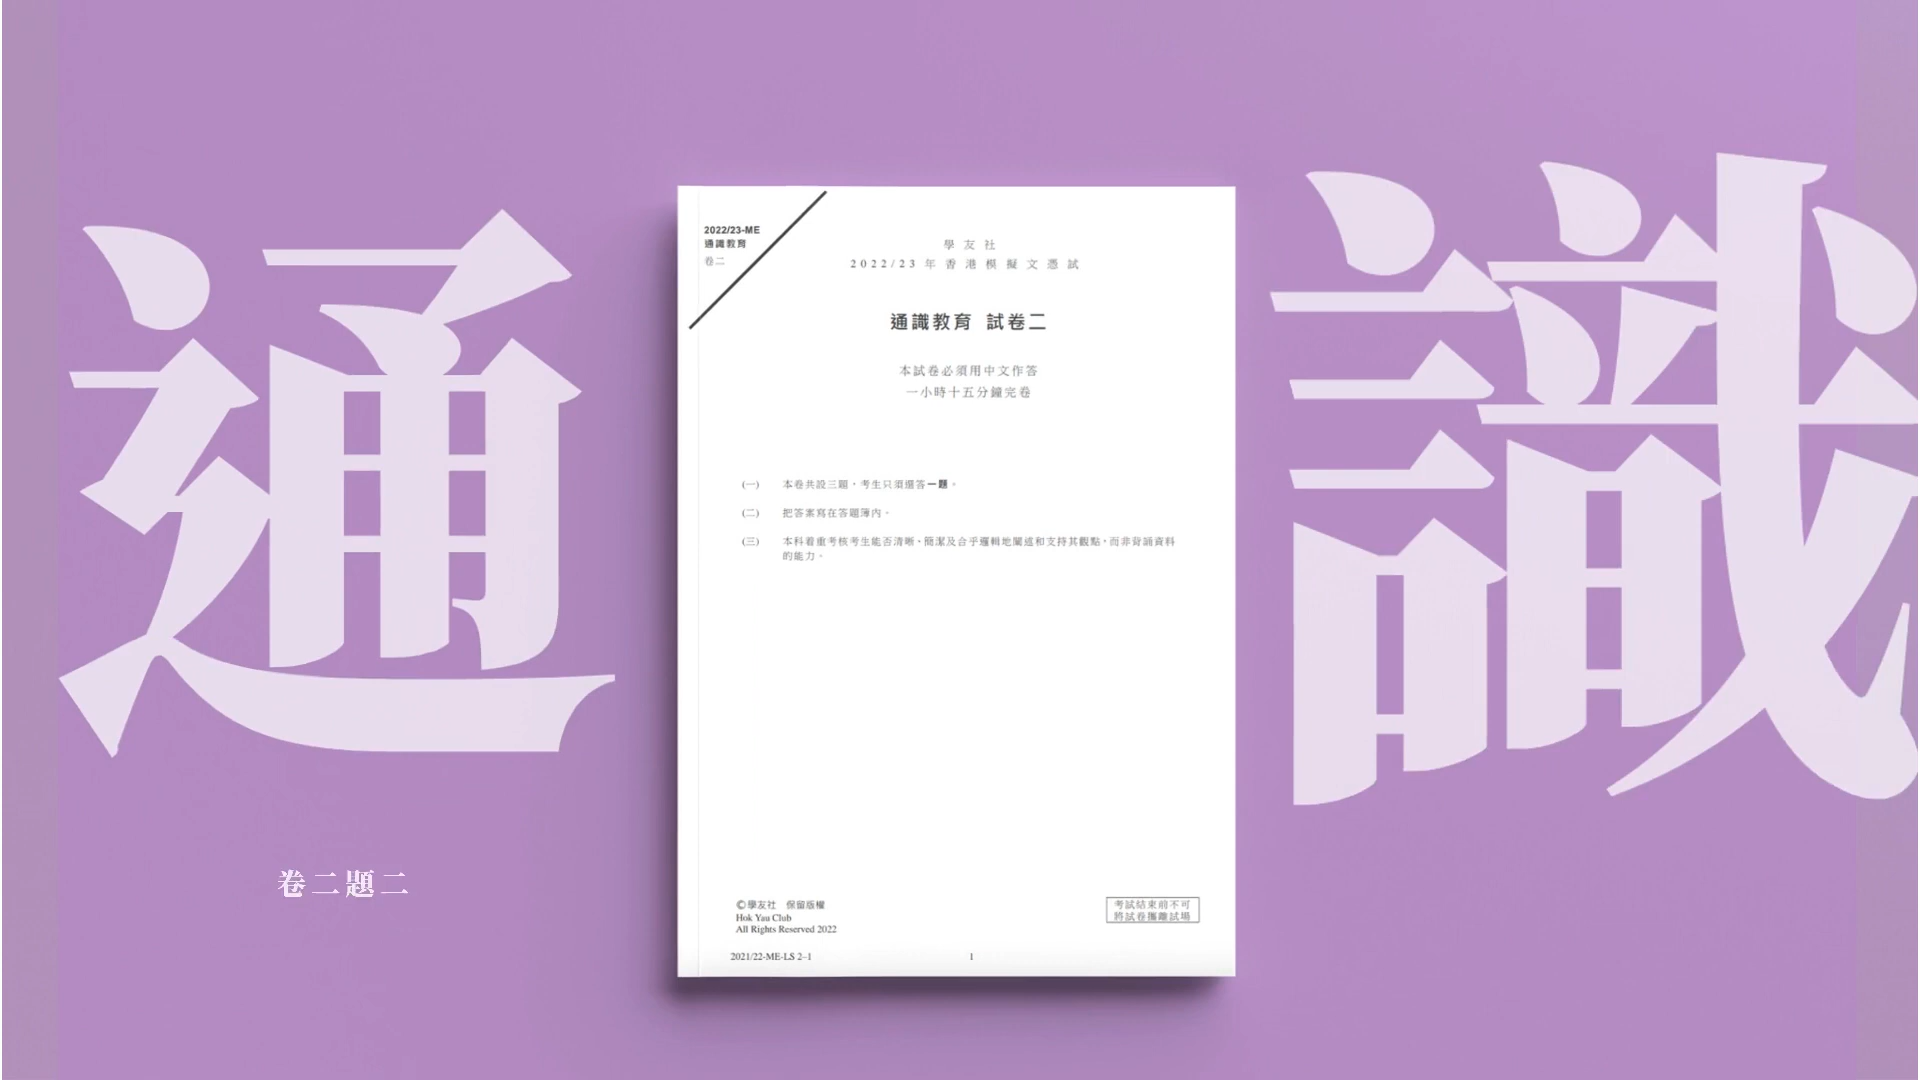 通識
2022/23-ME
通識教育
卷二
學友社
2022/23 年香港模擬文憑試
通識教育 試卷二
本試卷必須用中文作答
一小時十五分鐘完卷
(一) 本卷共設三題，考生只須選答一題。
(二) 把答案寫在答題簿內。
(三) 本科着重考核考生能否清晰、簡潔及合乎邏輯地闡述和支持其觀點，而非背誦資料
的能力。
卷二題二
©學友社 保留版權
Hok Yau Club
All Rights Reserved 2022
考試結束前不可
將試卷攜離試場
2021/22-ME-LS 2–1
1